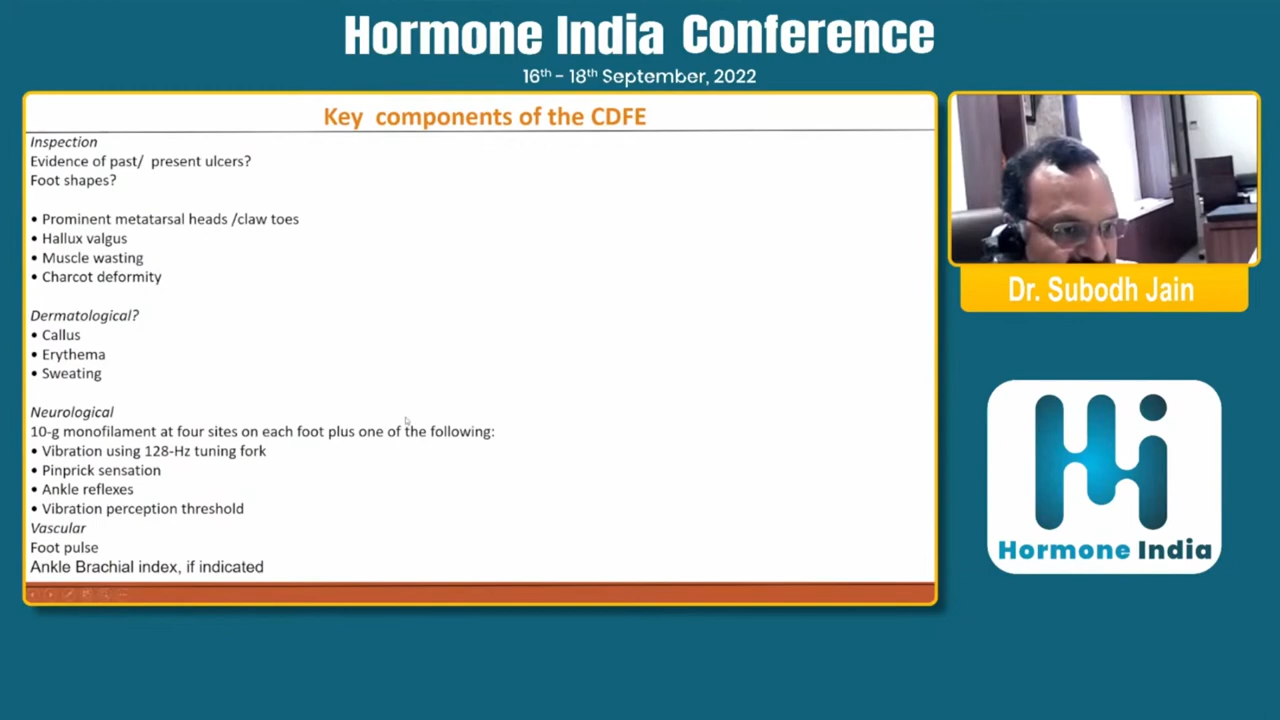 Hormone India Conference
16th - 18th September, 2022
Key components of the CDFE
Inspection
Evidence of past/ present ulcers?
Foot shapes?
• Prominent metatarsal heads /claw toes
• Hallux valgus
• Muscle wasting
• Charcot deformity
Dermatological?
• Callus
• Erythema
• Sweating
Neurological
10-g monofilament at four sites on each foot plus one of the following:
• Vibration using 128-Hz tuning fork
• Pinprick sensation
• Ankle reflexes
• Vibration perception threshold
Vascular
Foot pulse
Ankle Brachial index, if indicated
Dr. Subodh Jain
Hi
Hormone India